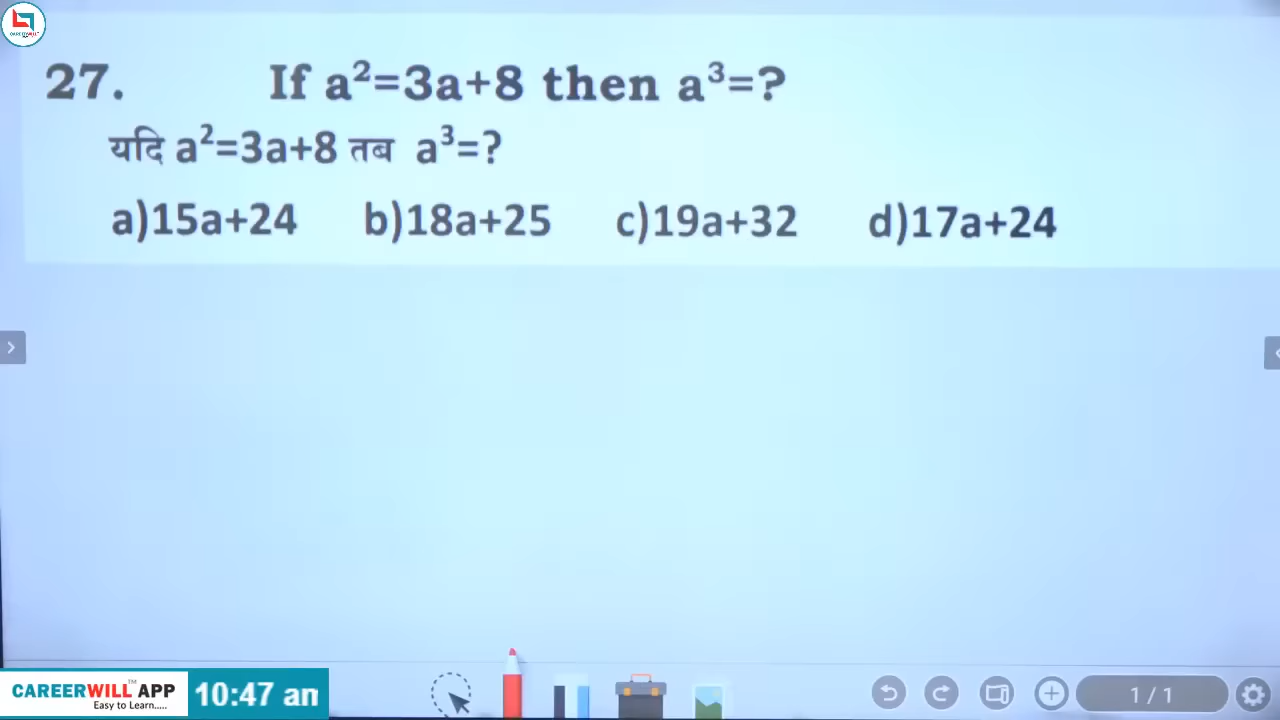 CAREERWILL
27. If a²=3a+8 then a³=?
यदि a²=3a+8 तब a³=?
a)15a+24 b)18a+25 c)19a+32 d)17a+24
CAREERWILL™ APP
Easy to Learn.....
10:47 an
1 / 1